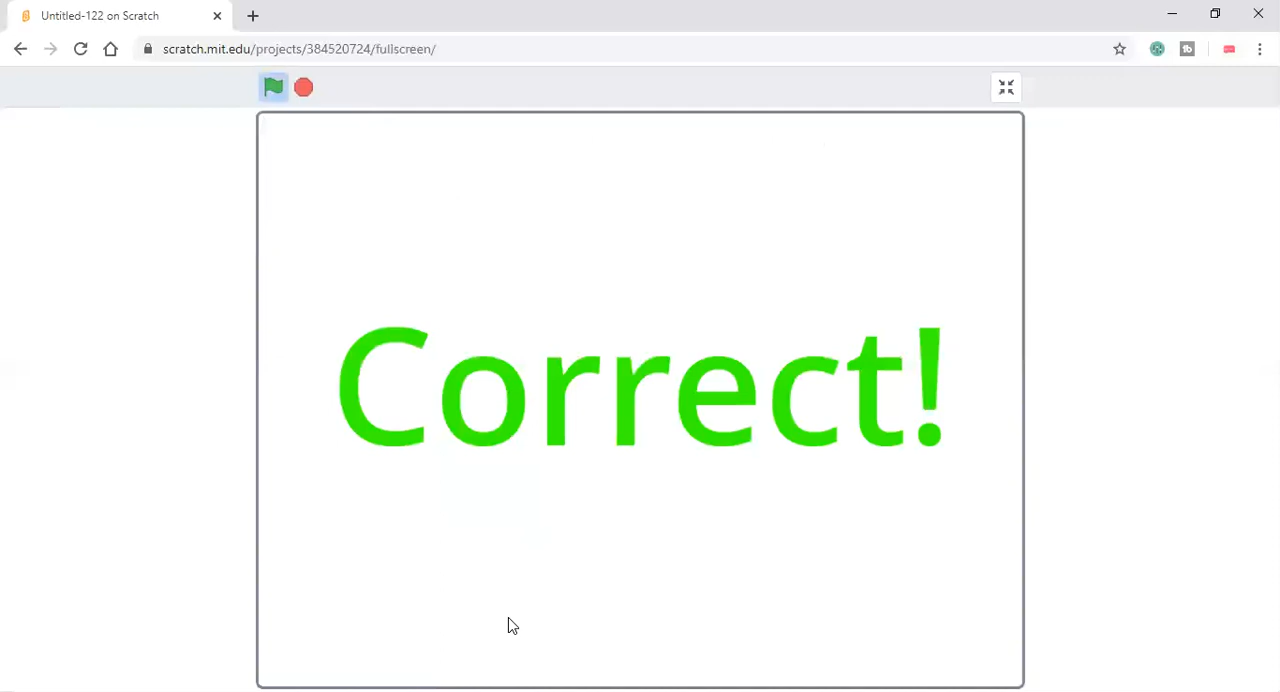 Untitled-122 on Scratch
scratch.mit.edu/projects/384520724/fullscreen/
Correct!